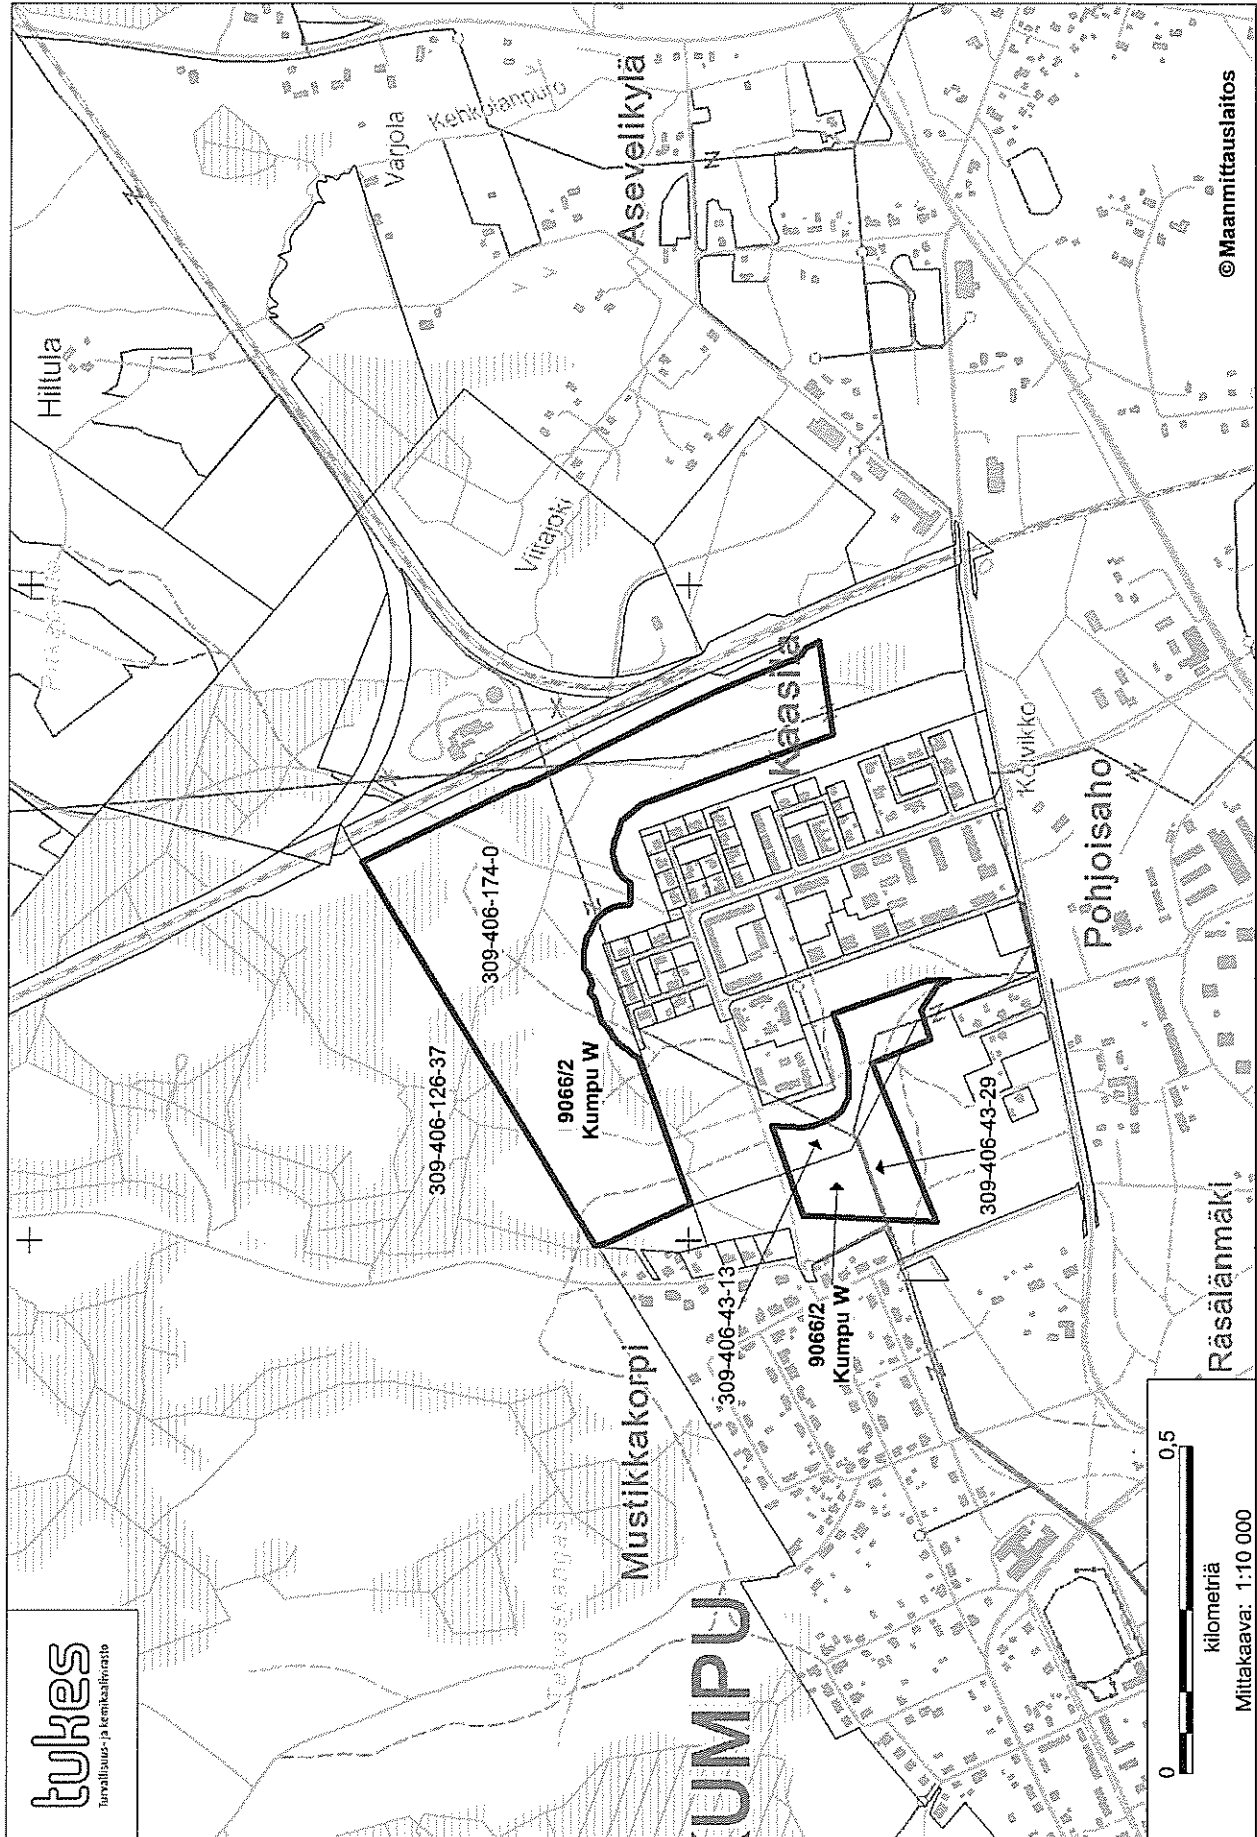 tukes
Turvallisuus- ja kemikaalivirasto
Hiltula
Varjola
Kehkolanpuro
Asevelikylä
Viitajoki
309-406-126-37
309-406-174-0
9066/2
Kumpu W
Kaasila
Mustikkakorpi
309-406-43-13
9066/2
Kumpu W
309-406-43-29
Koivikko
Pohjoisaho
Räsälänmäki
KUMPU
0
0,5
kilometriä
Mittakaava: 1:10 000
©Maanmittauslaitos